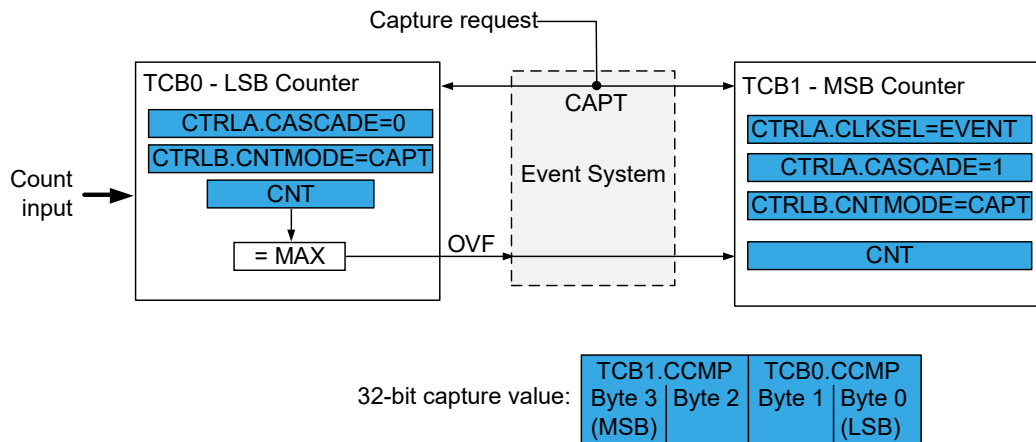 Capture request
TCB0 - LSB Counter
CTRLA.CASCADE=0
CTRLB.CNTMODE=CAPT
CNT
= MAX
Count
input
OVF
CAPT
Event System
TCB1 - MSB Counter
CTRLA.CLKSEL=EVENT
CTRLA.CASCADE=1
CTRLB.CNTMODE=CAPT
CNT
32-bit capture value:
TCB1.CCMP TCB0.CCMP
Byte 3 Byte 2 Byte 1 Byte 0
(MSB) (LSB)